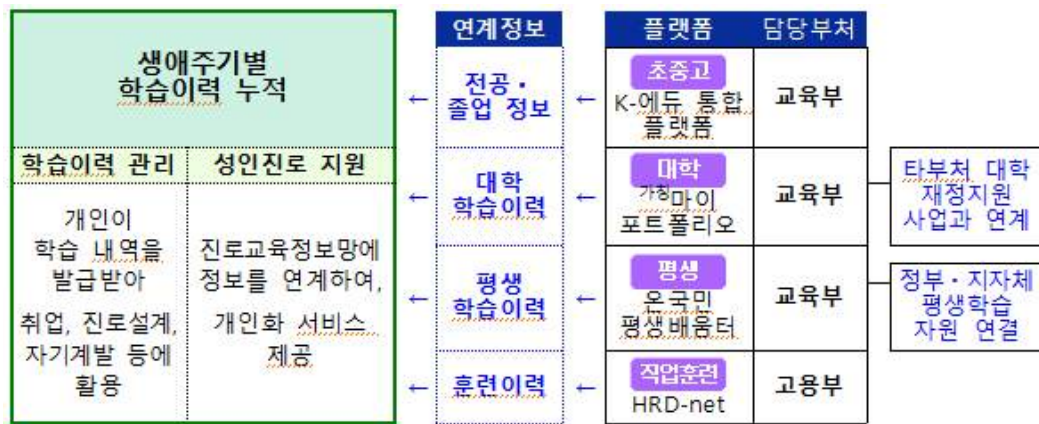 생애주기별
학습이력 누적
학습이력 관리
성인진로 지원
개인이
학습 내역을
발급받아
취업, 진로설계,
자기계발 등에
활용
진로교육정보망에
정보를 연계하여,
개인화 서비스
제공
연계정보
플랫폼
담당부처
← 전공·
졸업 정보
←
초중고
K-에듀 통합
플랫폼
교육부
← 대학
학습이력
←
대학
가칭마이
포트폴리오
교육부
타부처 대학
재정지원
사업과 연계
← 평생
학습이력
←
평생
온국민
평생배움터
교육부
정부·지자체
평생학습
자원 연결
← 훈련이력
←
직업훈련
HRD-net
고용부